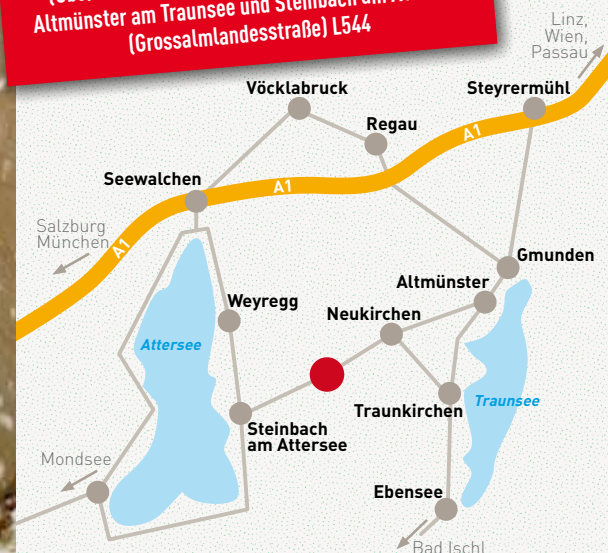 Altmünster am Traunsee und Steinbach am
(Grossalmlandesstraße) L544
Linz,
Wien,
Passau
Vöcklabruck
Steyrermühl
Regau
A1
A1
Seewalchen
Salzburg
München
A1
Gmunden
Altmünster
Weyregg
Neukirchen
Attersee
Traunkirchen
Traunsee
Steinbach
am Attersee
Mondsee
Ebensee
Bad Ischl